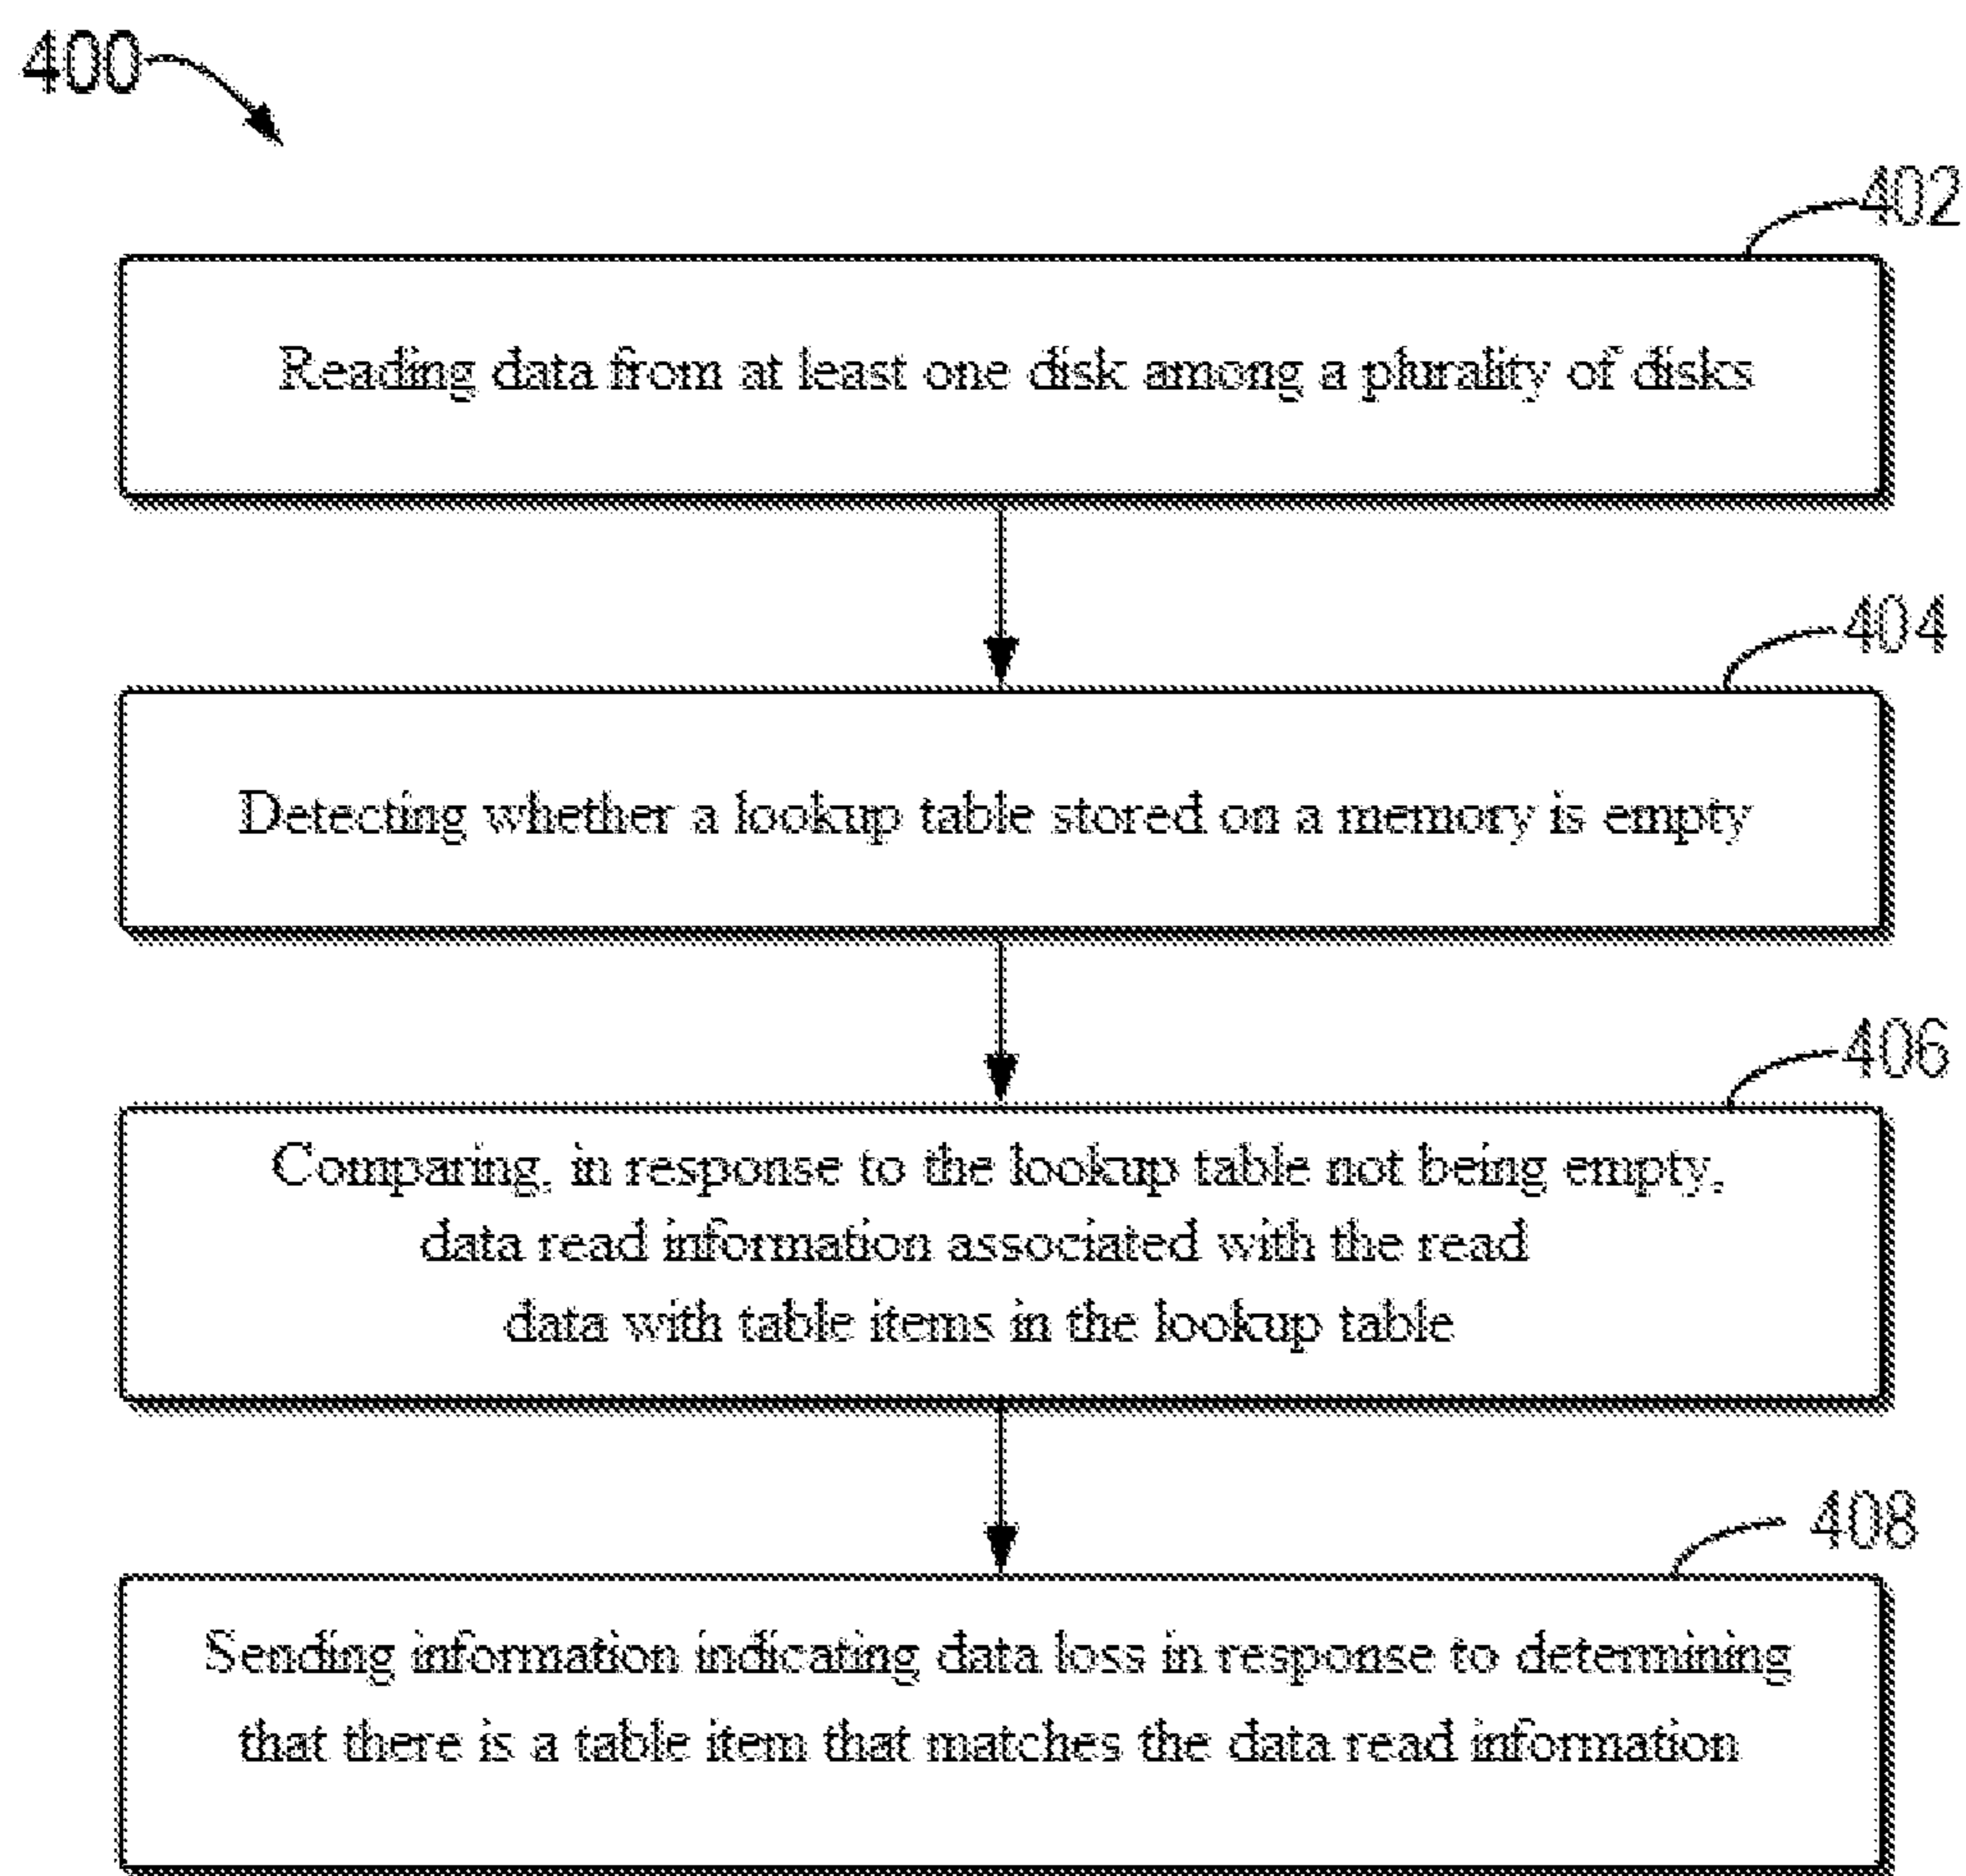 400
402
Reading data from at least one disk among a plurality of disks
404
Detecting whether a lookup table stored on a memory is empty
406
Comparing, in response to the lookup table not being empty,
data read information associated with the read
data with table items in the lookup table
408
Sending information indicating data loss in response to determining
that there is a table item that matches the data read information